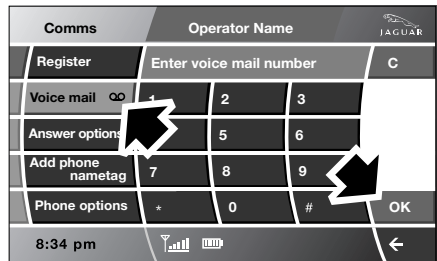 Comms Operator Name JAGUAR
Register Enter voice mail number C
Voice mail 1 2 3
Answer options 5 6
Add phone nametag 7 8 9
Phone options * 0 # OK
8:34 pm